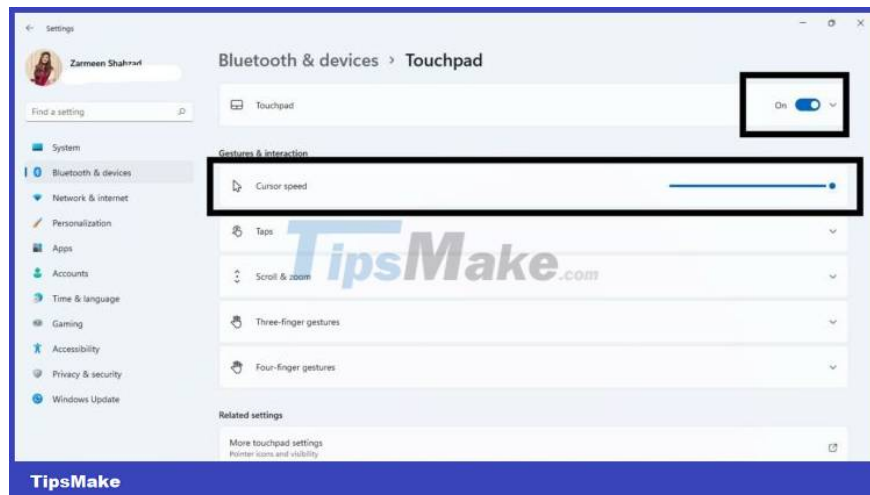 Settings
Zarmeen Shahzad
Find a setting
System
Bluetooth & devices
Network & internet
Personalization
Apps
Accounts
Time & language
Gaming
Accessibility
Privacy & security
Windows Update
Bluetooth & devices › Touchpad
Touchpad
On
Gestures & interaction
Cursor speed
Taps
Scroll & zoom
Three-finger gestures
Four-finger gestures
Related settings
More touchpad settings
Pointer icons and visibility
TipsMake.com
TipsMake